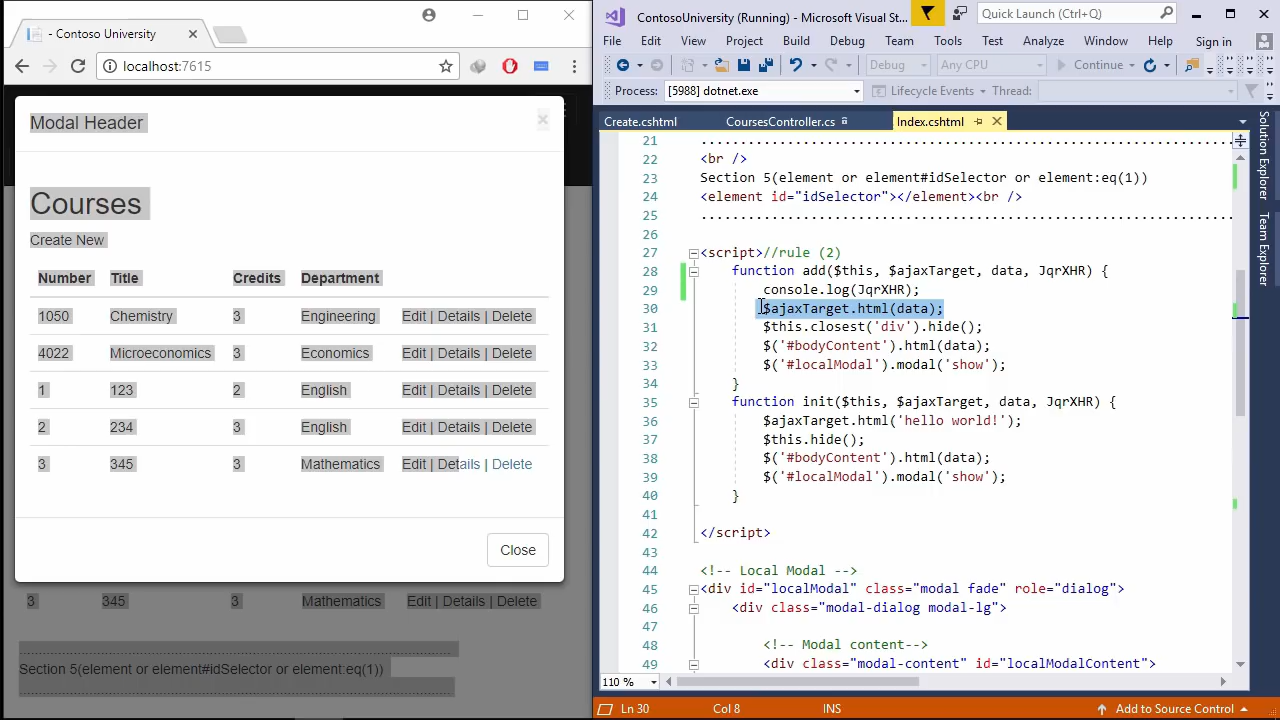 - Contoso University
localhost:7615
Modal Header
×
Courses
Create New
Number Title Credits Department
1050 Chemistry 3 Engineering Edit | Details | Delete
4022 Microeconomics 3 Economics Edit | Details | Delete
1 123 2 English Edit | Details | Delete
2 234 3 English Edit | Details | Delete
3 345 3 Mathematics Edit | Details | Delete
Close
3 345 3 Mathematics Edit | Details | Delete
Section 5(element or element#idSelector or element:eq(1))
ContosoUniversity (Running) - Microsoft Visual St...
Quick Launch (Ctrl+Q)
File Edit View Project Build Debug Team Tools Test Analyze Window Help Sign in
Debug Any CPU Continue
Process: [5988] dotnet.exe Lifecycle Events Thread:
Create.cshtml CoursesController.cs Index.cshtml
21 ....................................................................
22 <br />
23 Section 5(element or element#idSelector or element:eq(1))
24 <element id="idSelector"></element><br />
25 ....................................................................
26
27 <script>//rule (2)
28 function add($this, $ajaxTarget, data, JqrXHR) {
29 console.log(JqrXHR);
30 $ajaxTarget.html(data);
31 $this.closest('div').hide();
32 $('#bodyContent').html(data);
33 $('#localModal').modal('show');
34 }
35 function init($this, $ajaxTarget, data, JqrXHR) {
36 $ajaxTarget.html('hello world!');
37 $this.hide();
38 $('#bodyContent').html(data);
39 $('#localModal').modal('show');
40 }
41
42 </script>
43
44 <!-- Local Modal -->
45 <div id="localModal" class="modal fade" role="dialog">
46 <div class="modal-dialog modal-lg">
47
48 <!-- Modal content-->
49 <div class="modal-content" id="localModalContent">
110 %
Solution Explorer
Team Explorer
Ln 30 Col 8 INS Add to Source Control